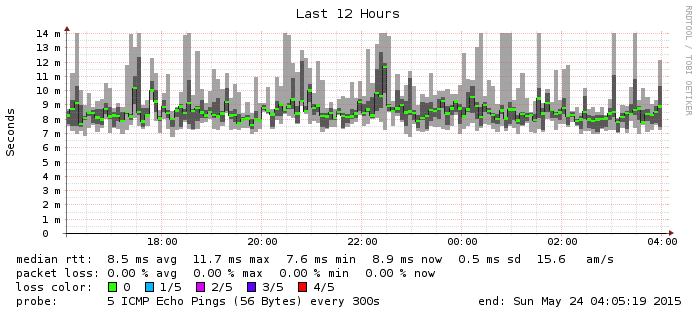 Last 12 Hours
RRDTOOL / TOBI OETIKER
Seconds
14 m
13 m
12 m
11 m
10 m
9 m
8 m
7 m
6 m
5 m
4 m
3 m
2 m
1 m
0
18:00 20:00 22:00 00:00 02:00 04:00
median rtt: 8.5 ms avg 11.7 ms max 7.6 ms min 8.9 ms now 0.5 ms sd 15.6 am/s
packet loss: 0.00 % avg 0.00 % max 0.00 % min 0.00 % now
loss color: 0 1/5 2/5 3/5 4/5
probe: 5 ICMP Echo Pings (56 Bytes) every 300s end: Sun May 24 04:05:19 2015